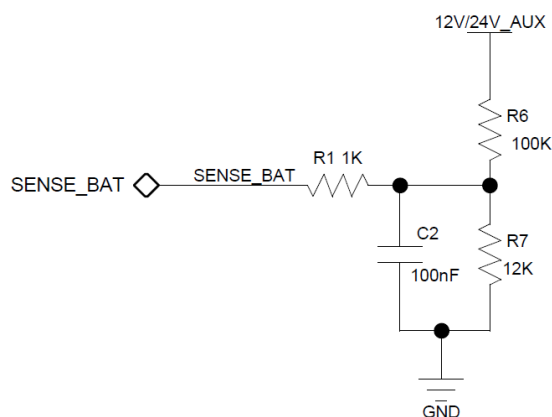 12V/24V_AUX
R6
100K
R1 1K
SENSE_BAT
SENSE_BAT
C2
100nF
R7
12K
GND